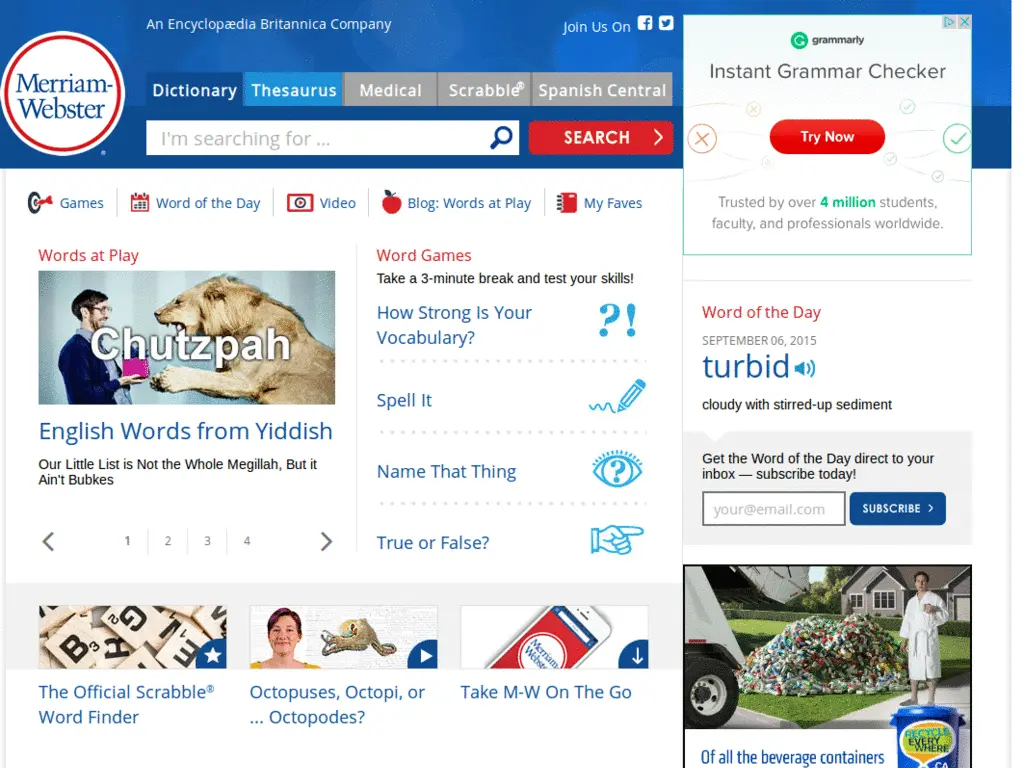 An Encyclopædia Britannica Company
Join Us On
Merriam-
Webster
®
Dictionary
Thesaurus
Medical
Scrabble®
Spanish Central
I'm searching for ...
SEARCH
Games
Word of the Day
Video
Blog: Words at Play
My Faves
Words at Play
Chutzpah
English Words from Yiddish
Our Little List is Not the Whole Megillah, But it
Ain't Bubkes
1
2
3
4
Word Games
Take a 3-minute break and test your skills!
How Strong Is Your
Vocabulary?
?!
Spell It
Name That Thing
?
True or False?
The Official Scrabble®
Word Finder
Octopuses, Octopi, or
... Octopodes?
Merriam-
Webster
Take M-W On The Go
grammarly
Instant Grammar Checker
Try Now
Trusted by over 4 million students,
faculty, and professionals worldwide.
Word of the Day
SEPTEMBER 06, 2015
turbid
cloudy with stirred-up sediment
Get the Word of the Day direct to your
inbox — subscribe today!
your@email.com
SUBSCRIBE
Of all the beverage containers
RECYCLE
EVERY
WHERE
.CA